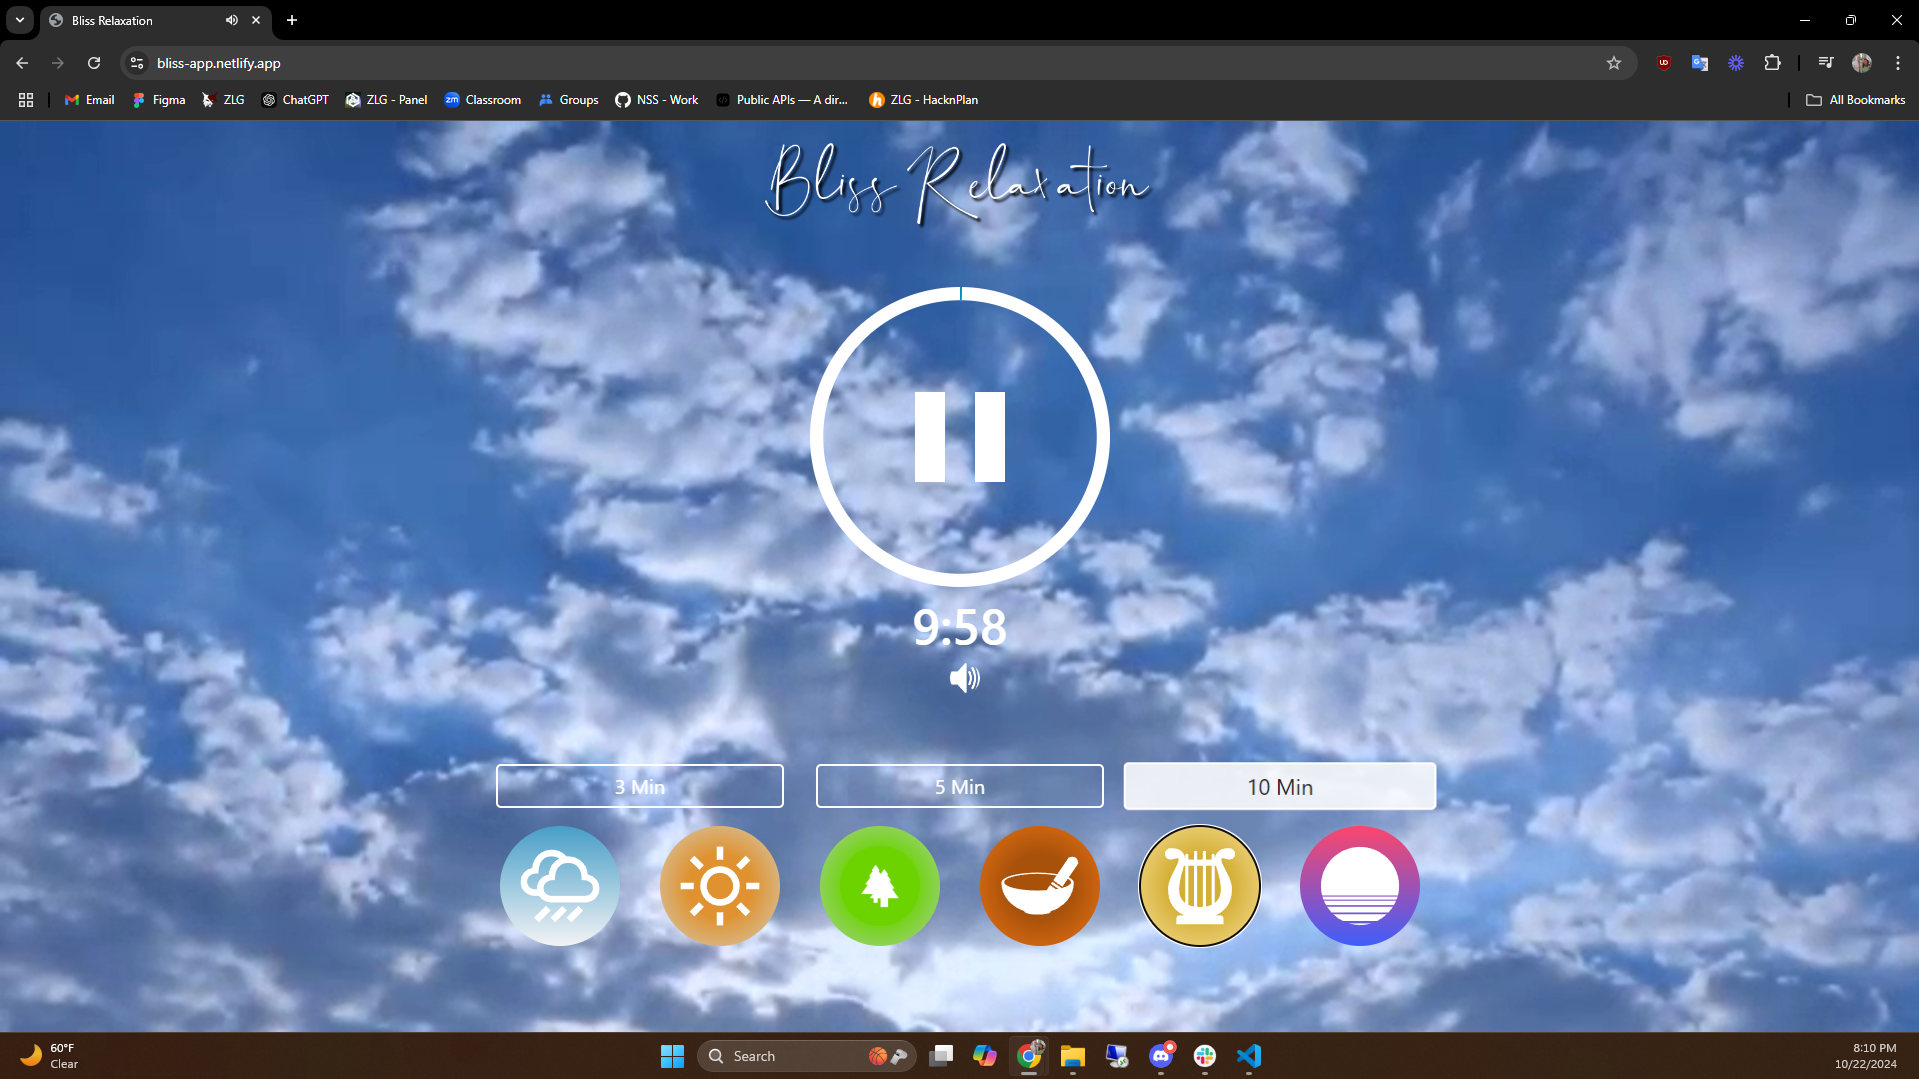 Bliss Relaxation
bliss-app.netlify.app
Email
Figma
ZLG
ChatGPT
ZLG - Panel
zm
Classroom
Groups
NSS - Work
Public APIs — A dir...
ZLG - HacknPlan
All Bookmarks
Bliss Relaxation
9:58
3 Min
5 Min
10 Min
60°F
Clear
Search
8:10 PM
10/22/2024